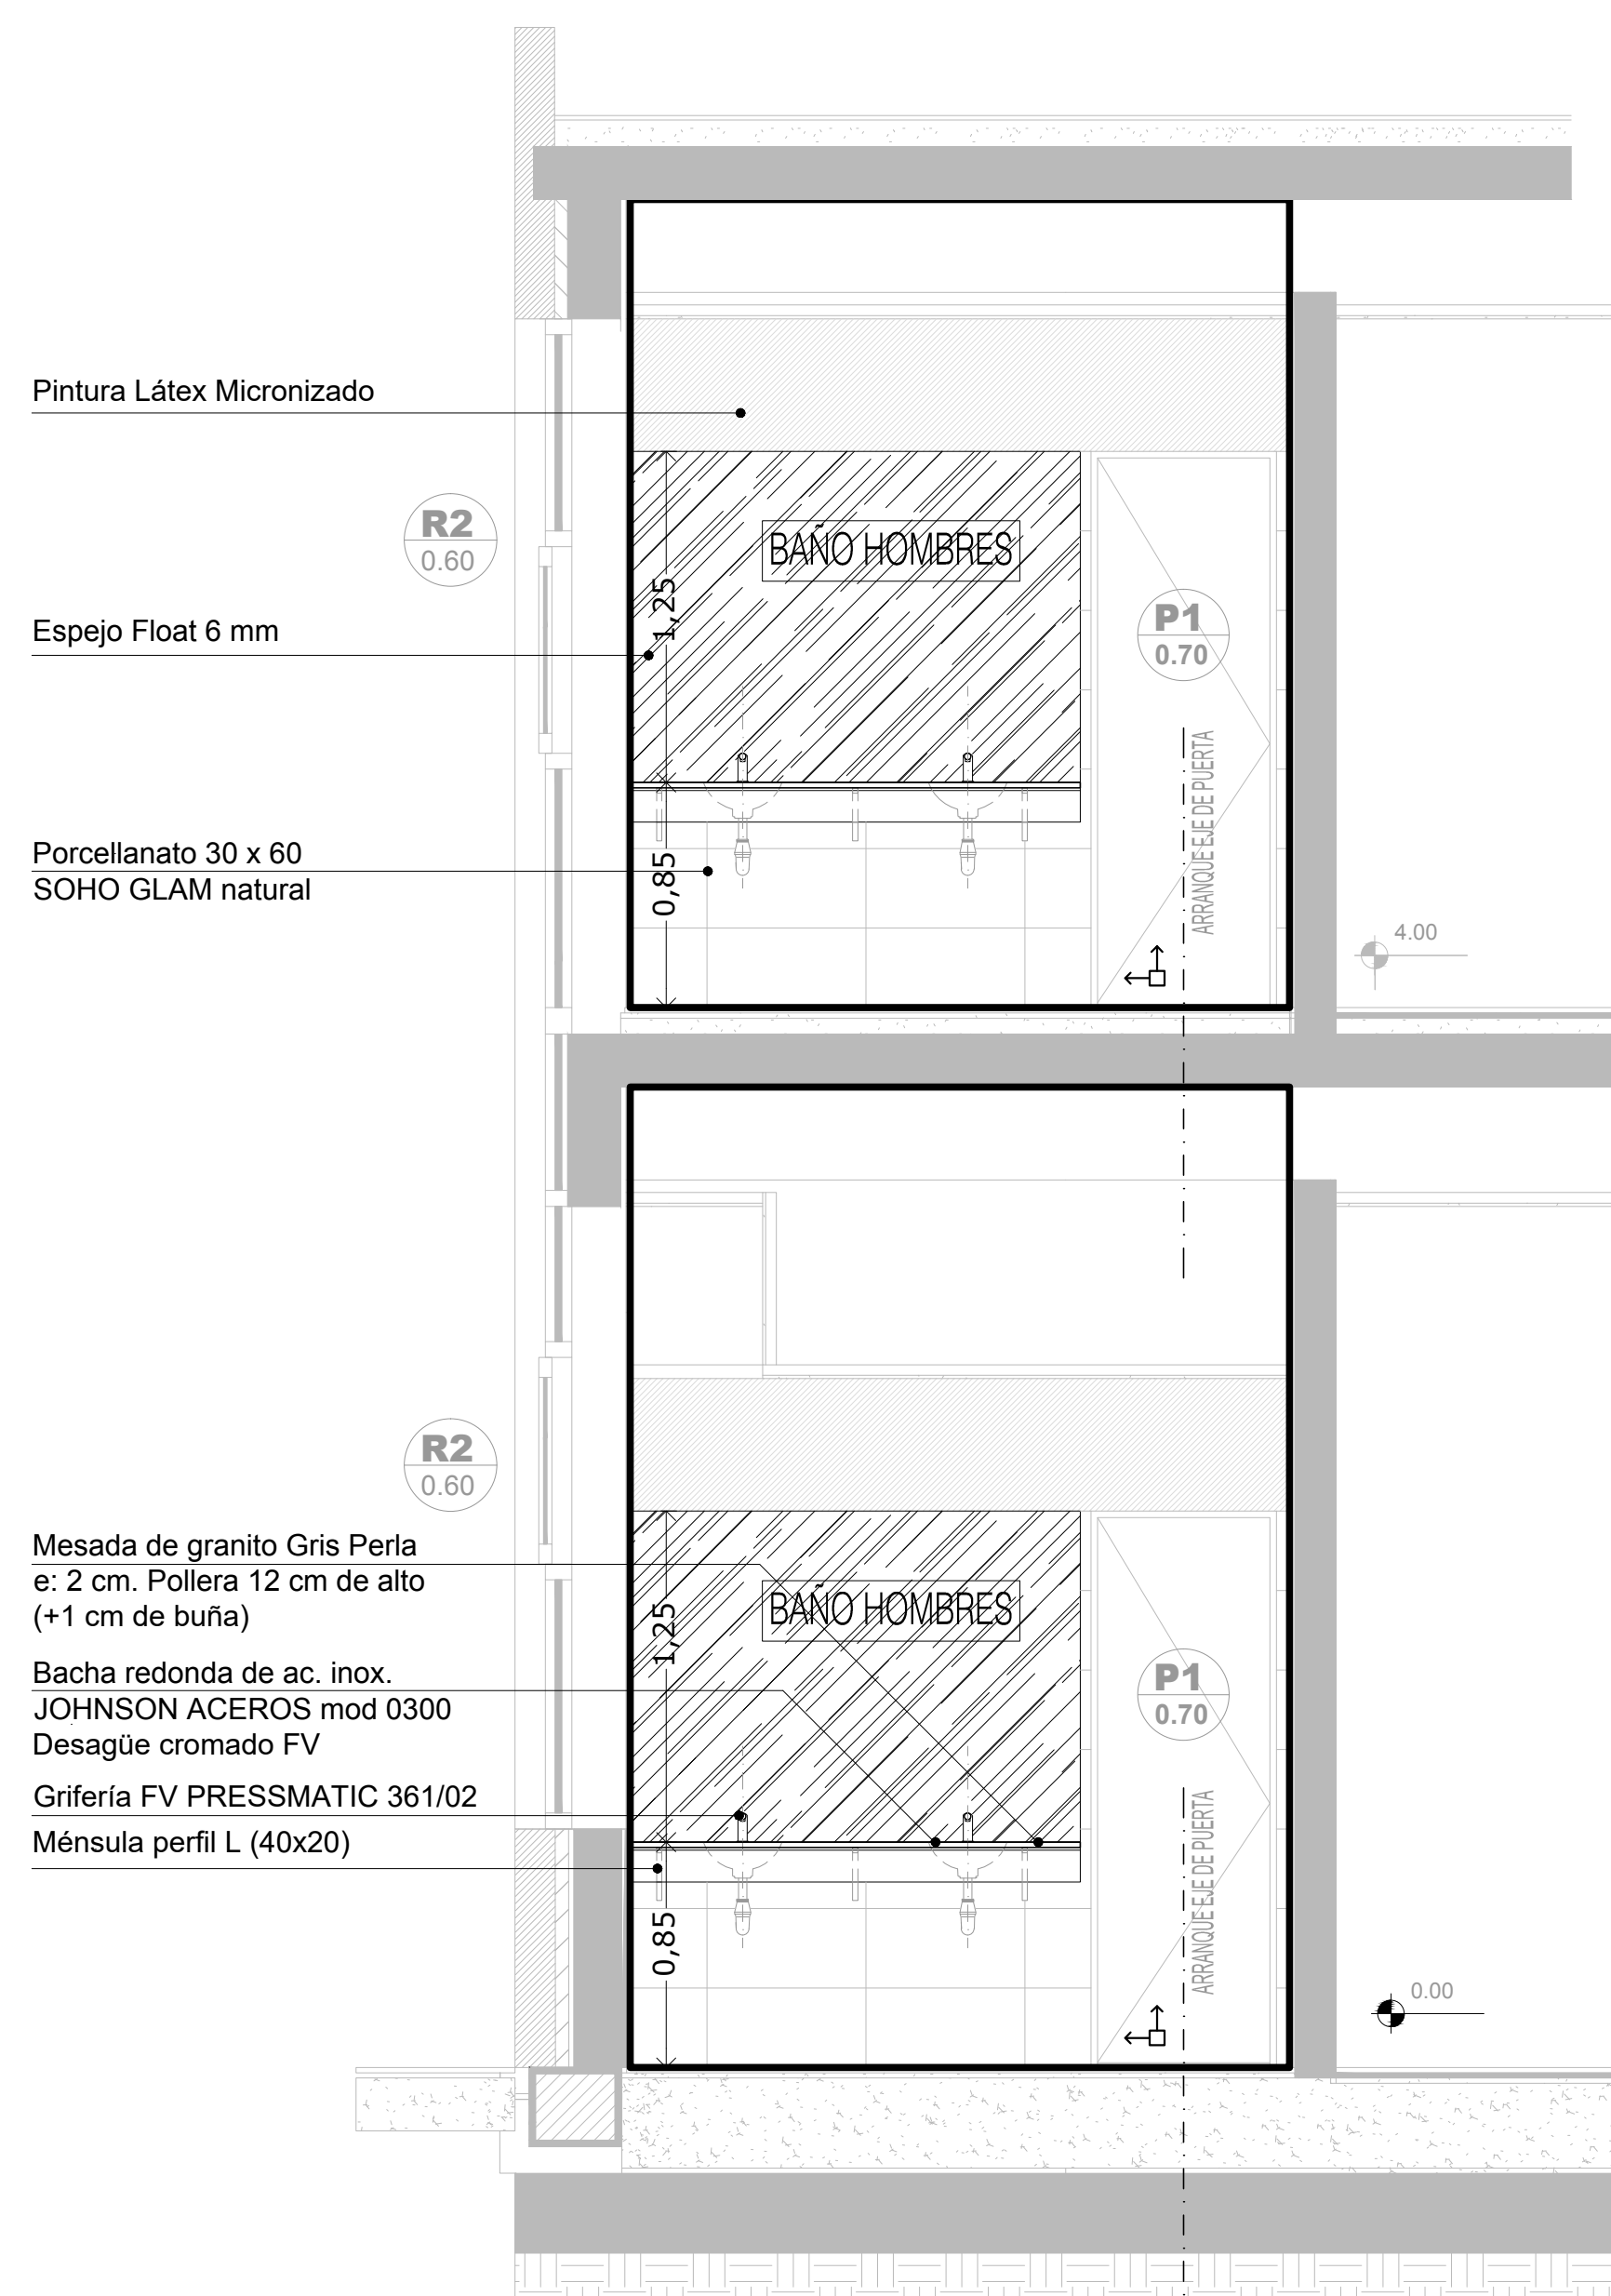 Pintura Látex Micronizado
R2
0.60
BAÑO HOMBRES
1,25
P1
0.70
Espejo Float 6 mm
ARRANQUE EJE DE PUERTA
Porcellanato 30 x 60
SOHO GLAM natural
0,85
4.00
R2
0.60
Mesada de granito Gris Perla
e: 2 cm. Pollera 12 cm de alto
(+1 cm de buña)
BAÑO HOMBRES
1,25
P1
0.70
Bacha redonda de ac. inox.
JOHNSON ACEROS mod 0300
Desagüe cromado FV
Grifería FV PRESSMATIC 361/02
Ménsula perfil L (40x20)
ARRANQUE EJE DE PUERTA
0,85
0.00